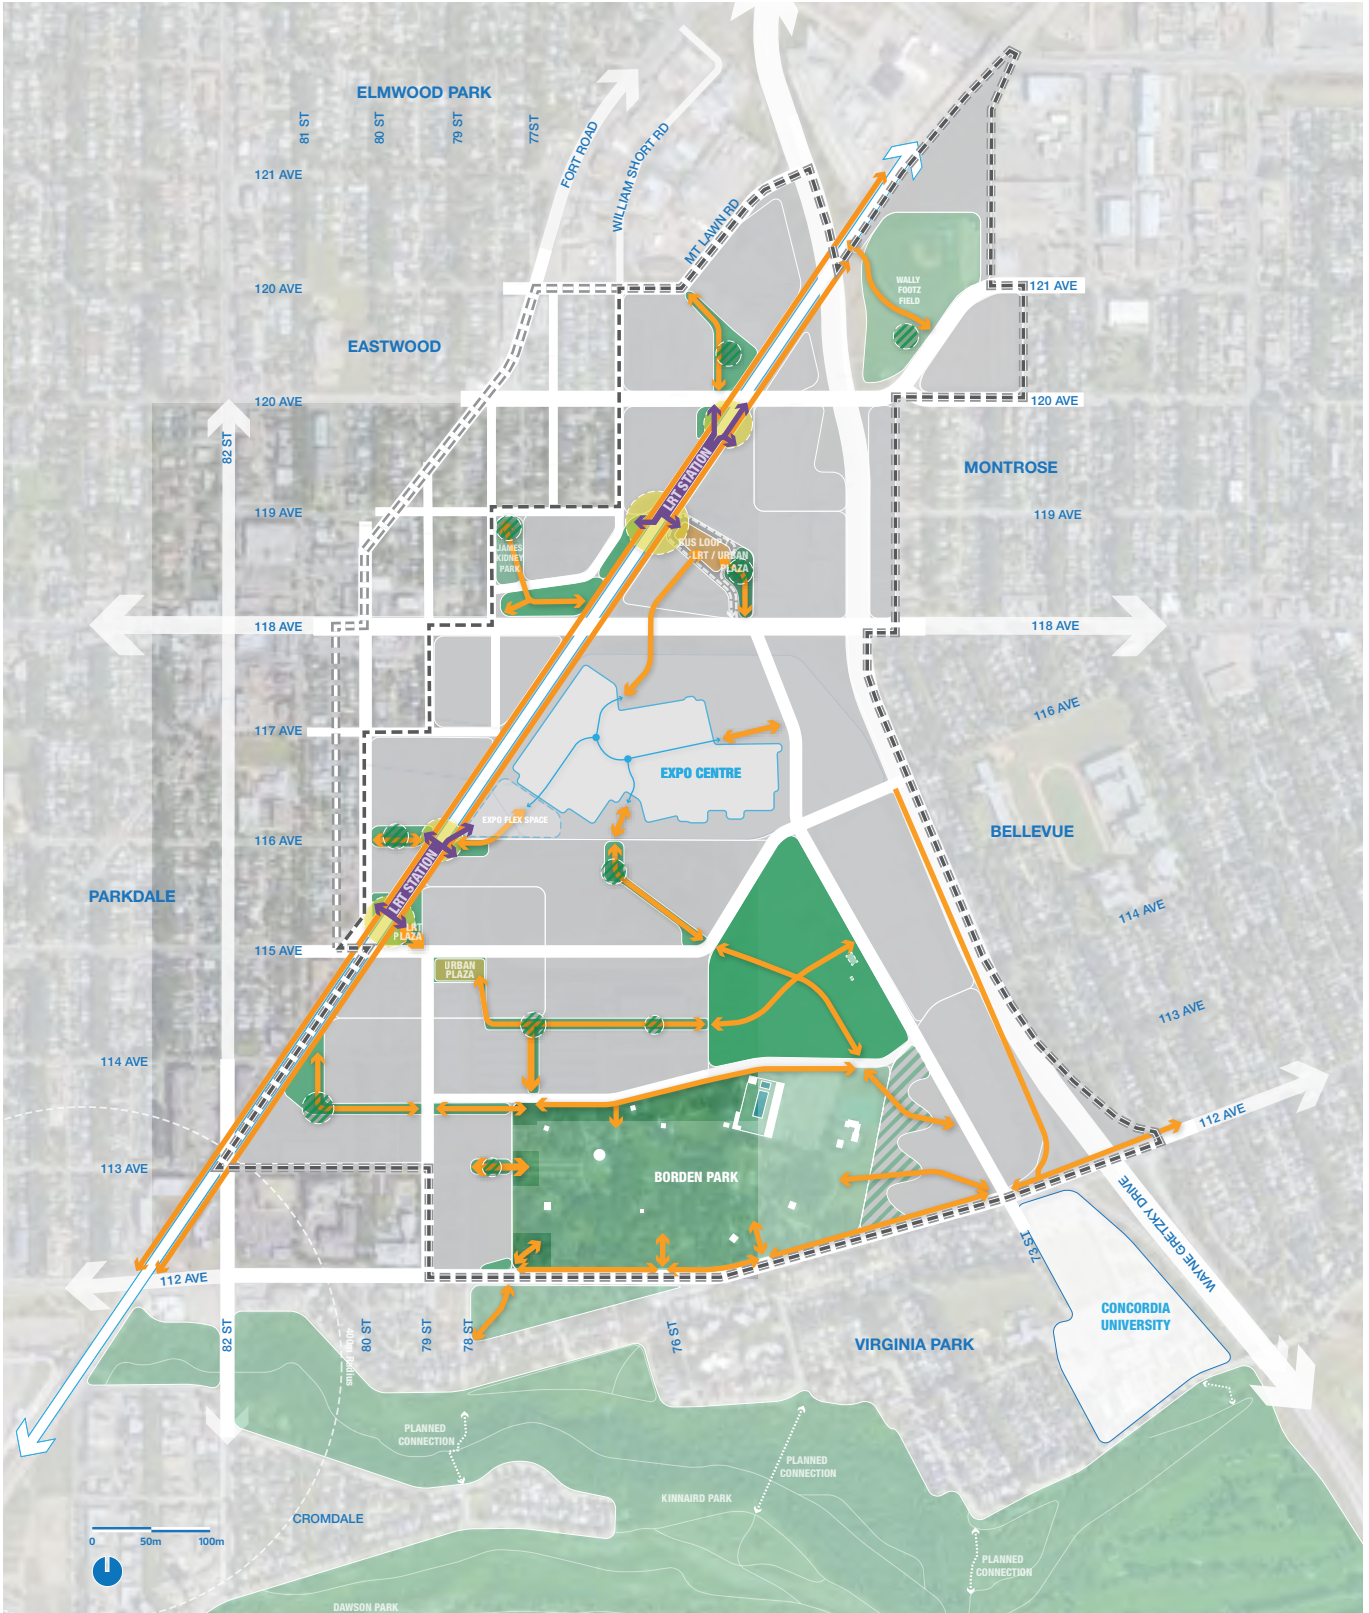 ELMWOOD PARK
81 ST
80 ST
79 ST
77ST
FORT ROAD
WILLIAM SHORT RD
MT LAWN RD
121 AVE
120 AVE
WALLY
FOOTZ
FIELD
121 AVE
EASTWOOD
120 AVE
120 AVE
82 ST
MONTROSE
LRT STATION
119 AVE
119 AVE
JAMES
KIDNEY
PARK
BUS LOOP
LRT / URBAN
PLAZA
118 AVE
118 AVE
117 AVE
116 AVE
EXPO CENTRE
EXPO FLEX SPACE
116 AVE
BELLEVUE
LRT STATION
PARKDALE
114 AVE
LRT
PLAZA
115 AVE
URBAN
PLAZA
113 AVE
114 AVE
112 AVE
113 AVE
BORDEN PARK
WAYNE GRETZKY DRIVE
73 ST
112 AVE
82 ST
80 ST
79 ST
78 ST
76 ST
400m Radius
VIRGINIA PARK
CONCORDIA
UNIVERSITY
PLANNED
CONNECTION
PLANNED
CONNECTION
KINNAIRD PARK
CROMDALE
0 50m 100m
PLANNED
CONNECTION
DAWSON PARK